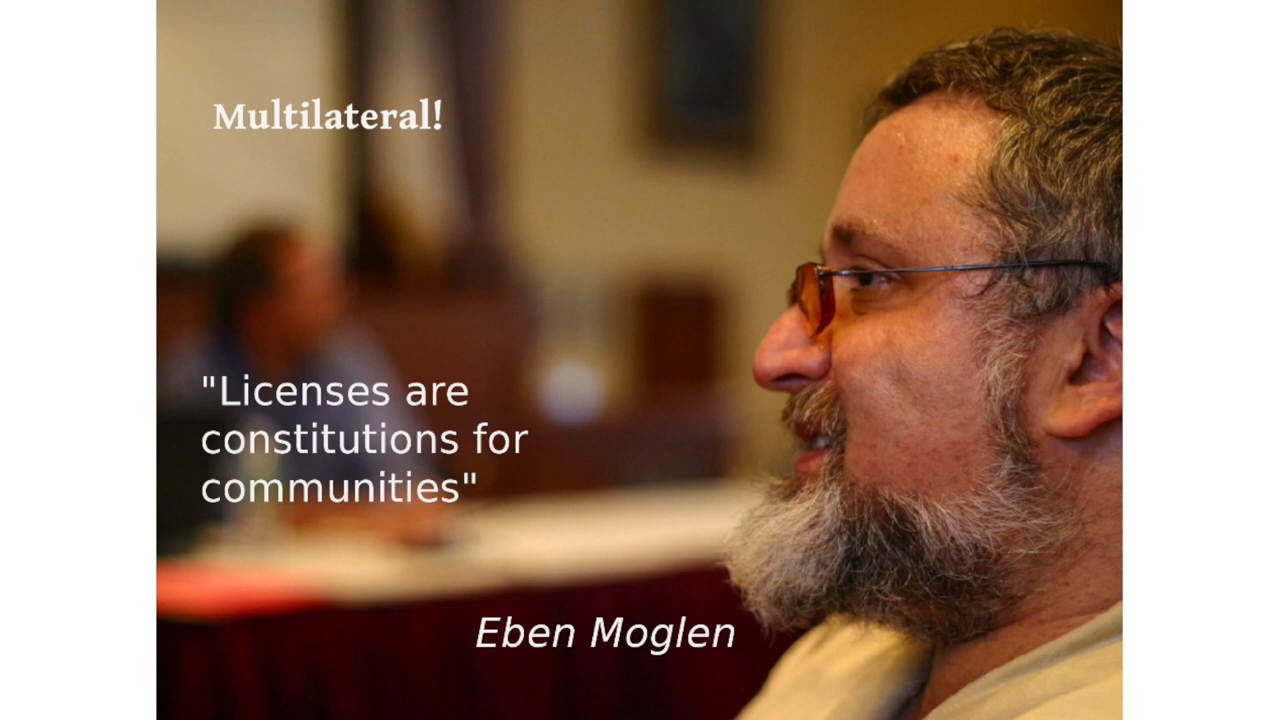 Multilateral!
"Licenses are
constitutions for
communities"
Eben Moglen